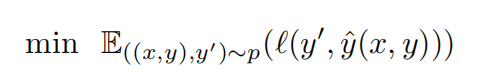 min 𝔼₍₍ₓ,ᵧ₎,ᵧ′₎∼ₚ(ℓ(y′, ŷ(x, y)))